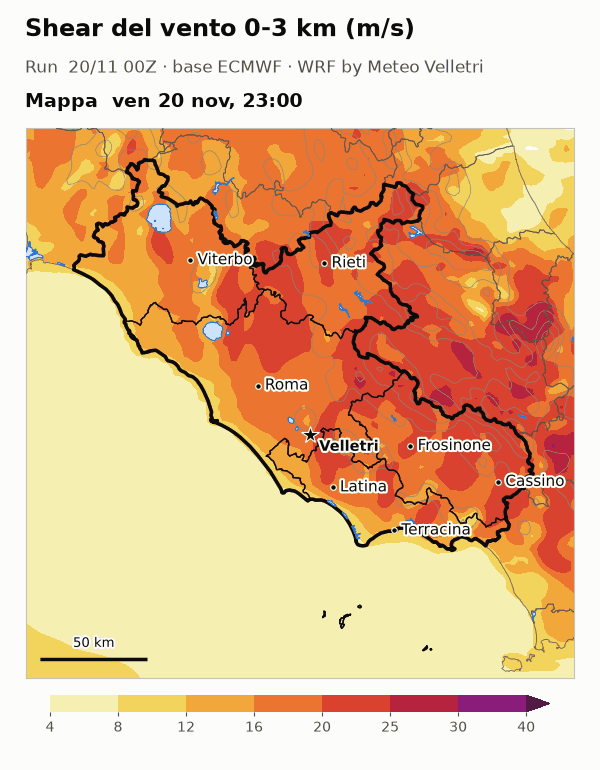 Shear del vento 0-3 km (m/s)
Run 20/11 00Z · base ECMWF · WRF by Meteo Velletri
Mappa ven 20 nov, 23:00
Viterbo
Rieti
Roma
Velletri
Frosinone
Latina
Cassino
Terracina
50 km
4 8 12 16 20 25 30 40